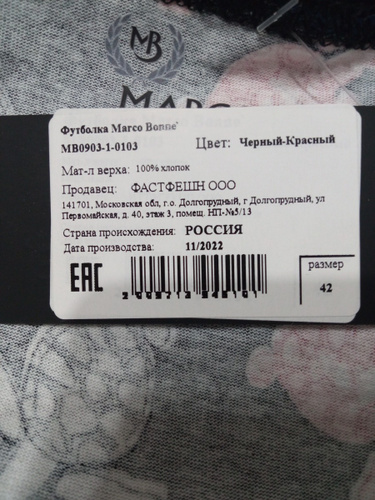 MB
MARC
Футболка Marco Bonne`
MB0903-1-0103
Цвет: Черный-Красный
Мат-л верха: 100% хлопок
Продавец: ФАСТФЕШН ООО
141701, Московская обл, г.о. Долгопрудный, г Долгопрудный, ул
Первомайская, д. 40, этаж 3, помещ. НП-№5/13
Страна происхождения: РОССИЯ
Дата производства: 11/2022
EAC
размер
42